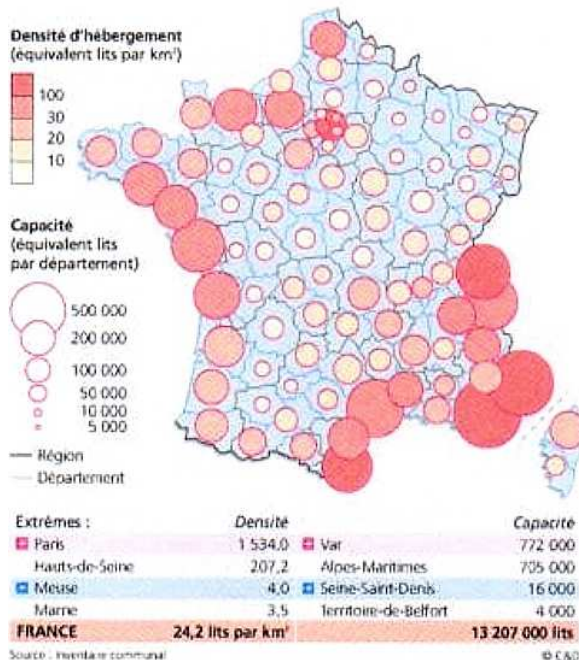 Densité d'hébergement
(équivalent lits par km²)
100
30
20
10
Capacité
(équivalent lits
par département)
500 000
200 000
100 000
50 000
10 000
5 000
Région
Département
Extrêmes : Densité Capacité
Paris 1 534,0 Var 772 000
Hauts-de-Seine 207,2 Alpes-Maritimes 705 000
Meuse 4,0 Seine-Saint-Denis 16 000
Marne 3,5 Territoire-de-Belfort 4 000
FRANCE 24,2 lits par km² 13 207 000 lits
Source : Inventaire communal